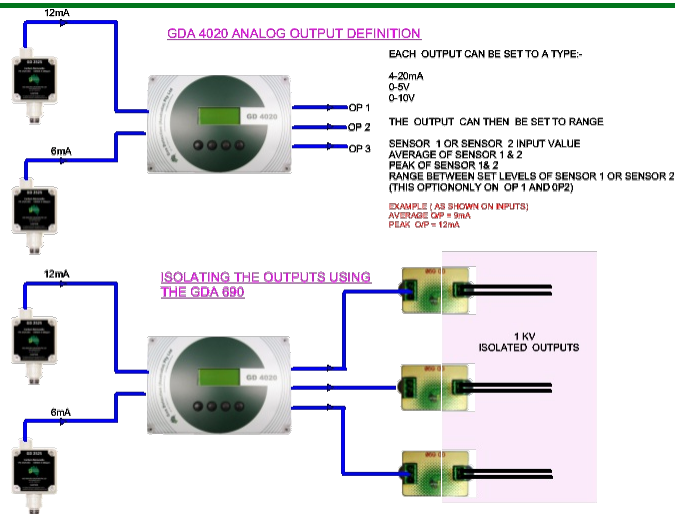 12mA
GDA 4020 ANALOG OUTPUT DEFINITION
EACH OUTPUT CAN BE SET TO A TYPE:-
4-20mA
0-5V
0-10V
GD 4020
OP 1
OP 2
OP 3
THE OUTPUT CAN THEN BE SET TO RANGE
6mA
SENSOR 1 OR SENSOR 2 INPUT VALUE
AVERAGE OF SENSOR 1 & 2
PEAK OF SENSOR 1& 2
RANGE BETWEEN SET LEVELS OF SENSOR 1 OR SENSOR 2
(THIS OPTIONONLY ON OP 1 AND 0P2)
EXAMPLE ( AS SHOWN ON INPUTS)
AVERAGE O/P = 9mA
PEAK O/P = 12mA
12mA
ISOLATING THE OUTPUTS USING
THE GDA 690
1 KV
ISOLATED OUTPUTS
GD 4020
6mA